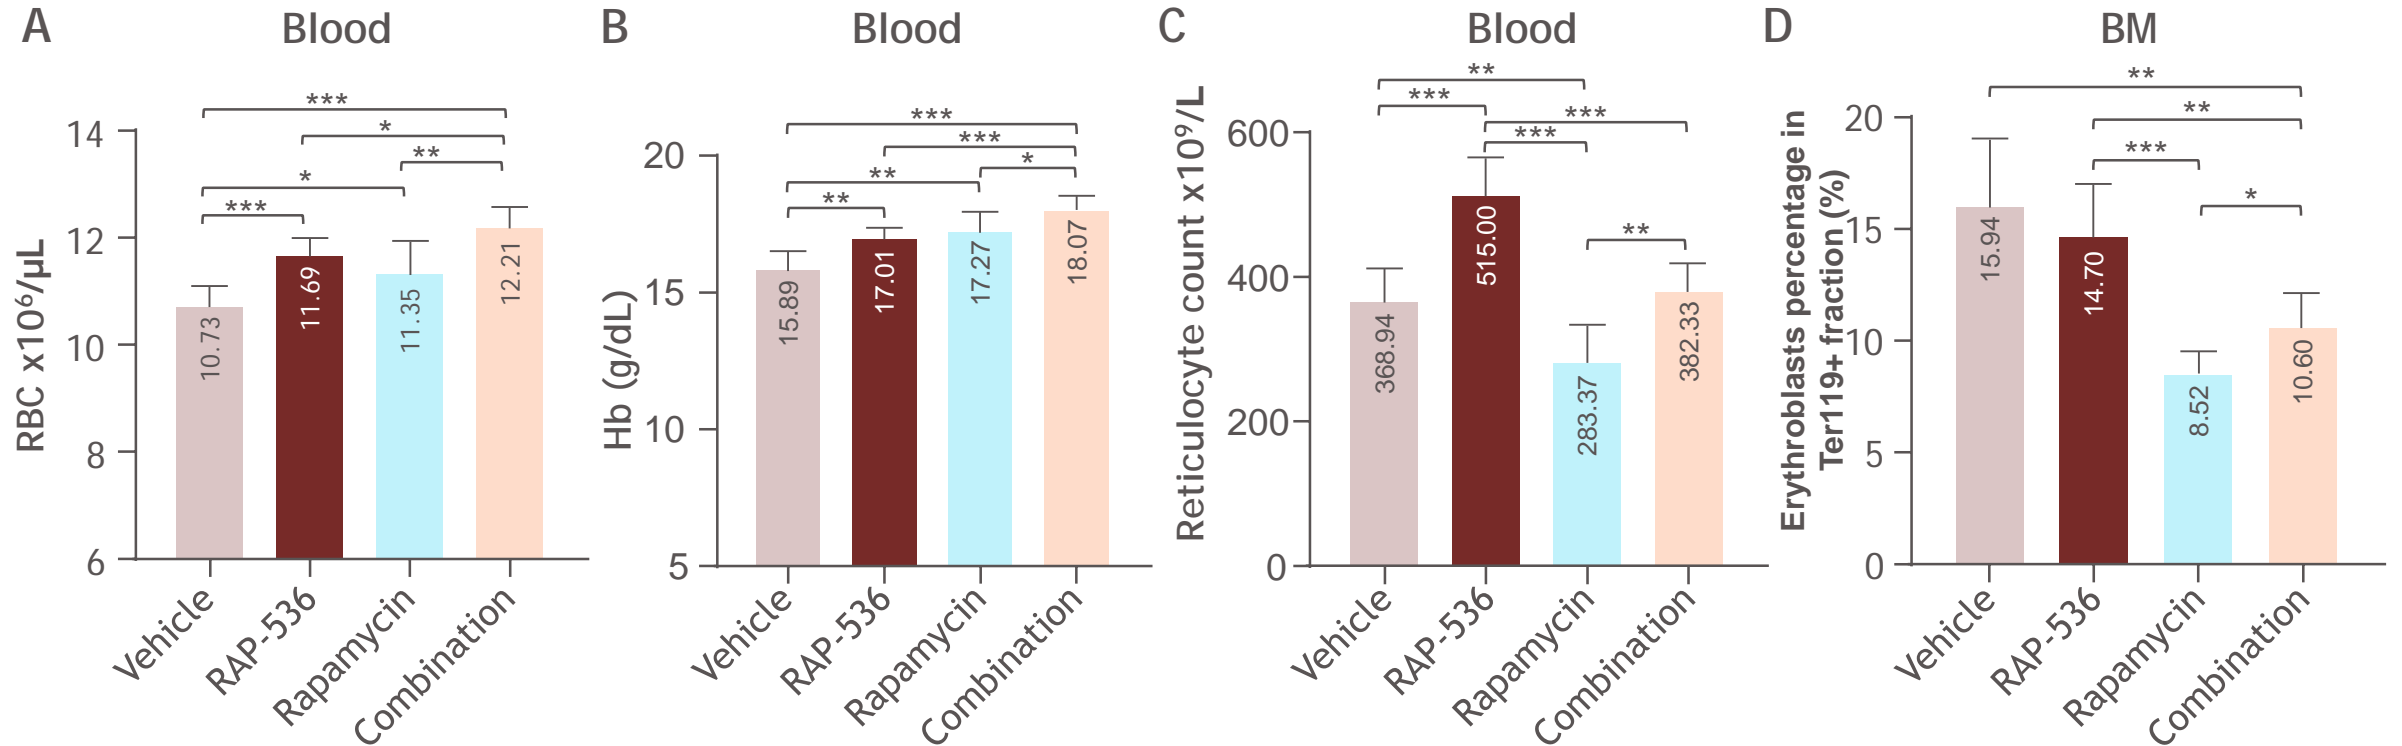 A
Blood
RBC x10⁶/µL
14
12
10
8
6
***
*
**
*
***
10.73
11.69
11.35
12.21
Vehicle
RAP-536
Rapamycin
Combination
B
Blood
Hb (g/dL)
20
15
10
5
***
***
*
**
**
15.89
17.01
17.27
18.07
Vehicle
RAP-536
Rapamycin
Combination
C
Blood
Reticulocyte count x10⁹/L
600
400
200
0
**
***
***
***
**
368.94
515.00
283.37
382.33
Vehicle
RAP-536
Rapamycin
Combination
D
BM
Erythroblasts percentage in
Ter119+ fraction (%)
20
15
10
5
0
**
**
***
*
15.94
14.70
8.52
10.60
Vehicle
RAP-536
Rapamycin
Combination